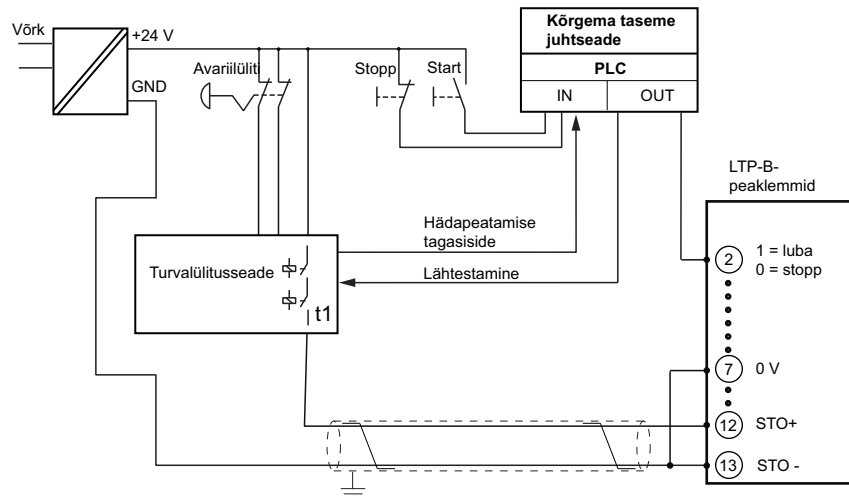 Võrk
+24 V
GND
Avariilüliti
Stopp
Start
Kõrgema taseme
juhtseade
PLC
IN
OUT
LTP-B-
peaklemmid
Hädapeatamise
tagasiside
Lähtestamine
Turvalülitusseade
t1
2
1 = luba
0 = stopp
7
0 V
12
STO+
13
STO -